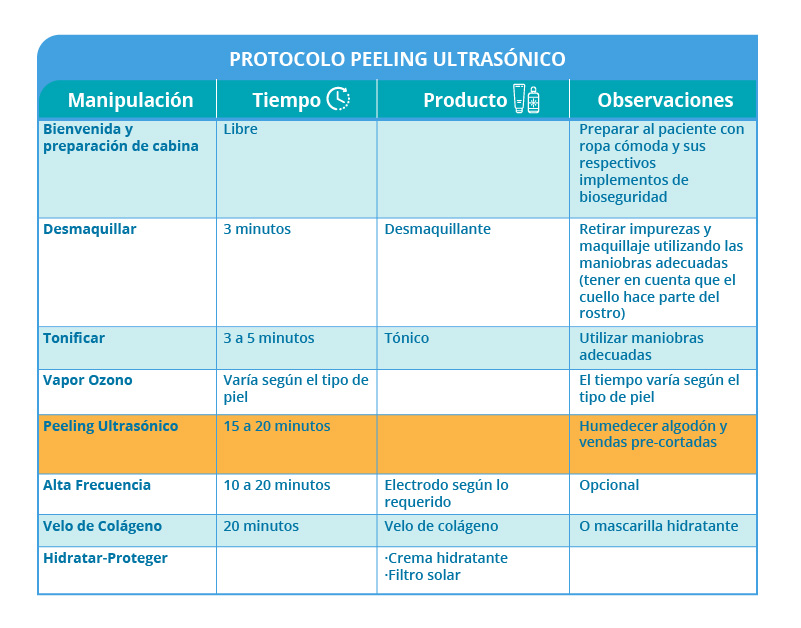 PROTOCOLO PEELING ULTRASÓNICO
Manipulación
Tiempo
Producto
Observaciones
Bienvenida y
preparación de cabina
Libre
Preparar al paciente con
ropa cómoda y sus
respectivos
implementos de
bioseguridad
Desmaquillar
3 minutos
Desmaquillante
Retirar impurezas y
maquillaje utilizando las
maniobras adecuadas
(tener en cuenta que el
cuello hace parte del
rostro)
Tonificar
3 a 5 minutos
Tónico
Utilizar maniobras
adecuadas
Vapor Ozono
Varía según el tipo de
piel
El tiempo varía según el
tipo de piel
Peeling Ultrasónico
15 a 20 minutos
Humedecer algodón y
vendas pre-cortadas
Alta Frecuencia
10 a 20 minutos
Electrodo según lo
requerido
Opcional
Velo de Colágeno
20 minutos
Velo de colágeno
O mascarilla hidratante
Hidratar-Proteger
·Crema hidratante
·Filtro solar